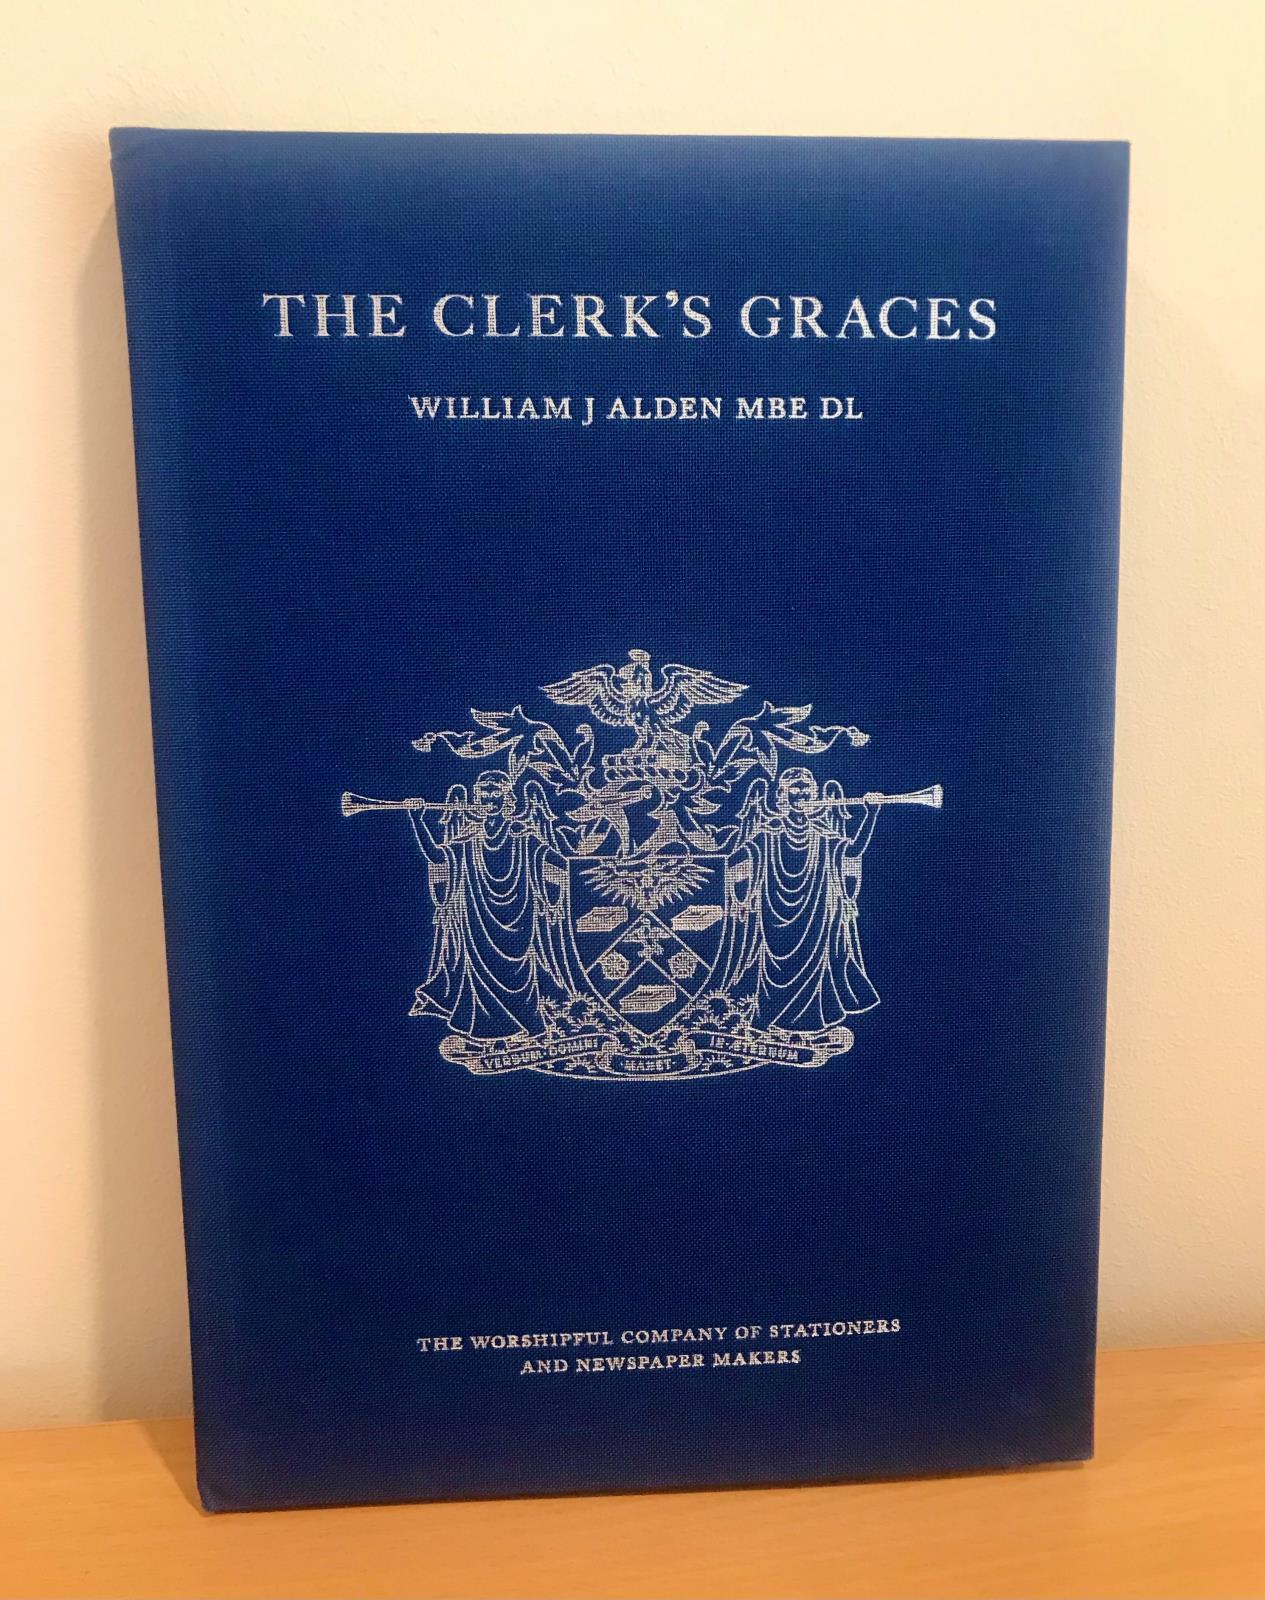 THE CLERK'S GRACES
WILLIAM J ALDEN MBE DL
VERBUM·DOMINI
MANET·
IN·ÆTERNUM
THE WORSHIPFUL COMPANY OF STATIONERS
AND NEWSPAPER MAKERS